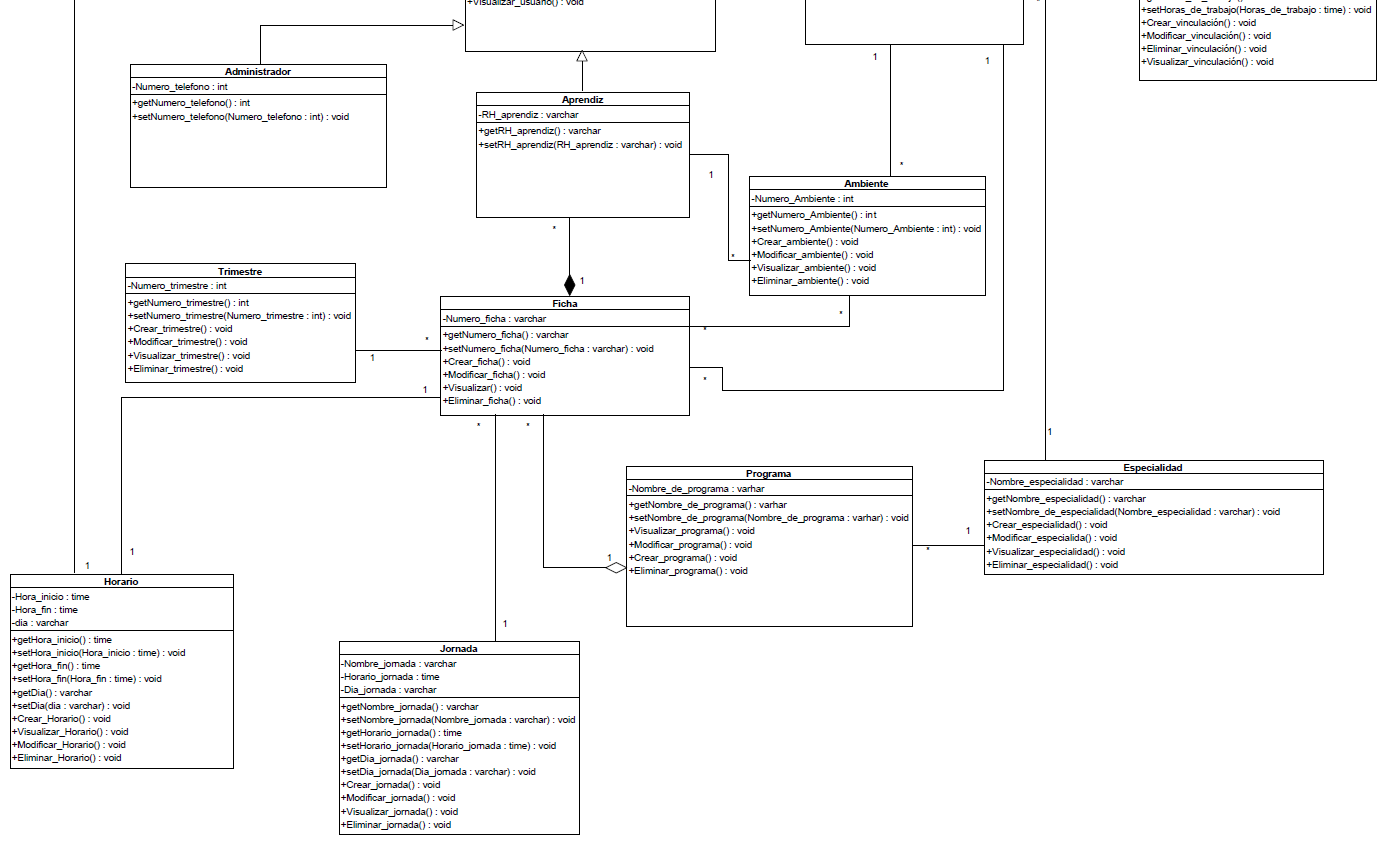 +Visualizar_usuario() : void
+setHoras_de_trabajo(Horas_de_trabajo : time) : void
+Crear_vinculación() : void
+Modificar_vinculación() : void
+Eliminar_vinculación() : void
+Visualizar_vinculación() : void
*
1
1
Administrador
-Numero_telefono : int
+getNumero_telefono() : int
+setNumero_telefono(Numero_telefono : int) : void
Aprendiz
-RH_aprendiz : varchar
+getRH_aprendiz() : varchar
+setRH_aprendiz(RH_aprendiz : varchar) : void
1
*
*
Ambiente
-Numero_Ambiente : int
+getNumero_Ambiente() : int
+setNumero_Ambiente(Numero_Ambiente : int) : void
+Crear_ambiente() : void
+Modificar_ambiente() : void
+Visualizar_ambiente() : void
+Eliminar_ambiente() : void
*
1
*
*
*
Trimestre
-Numero_trimestre : int
+getNumero_trimestre() : int
+setNumero_trimestre(Numero_trimestre : int) : void
+Crear_trimestre() : void
+Modificar_trimestre() : void
+Visualizar_trimestre() : void
+Eliminar_trimestre() : void
*
1
1
Ficha
-Numero_ficha : varchar
+getNumero_ficha() : varchar
+setNumero_ficha(Numero_ficha : varchar) : void
+Crear_ficha() : void
+Modificar_ficha() : void
+Visualizar() : void
+Eliminar_ficha() : void
*
*
1
Programa
-Nombre_de_programa : varhar
+getNombre_de_programa() : varhar
+setNombre_de_programa(Nombre_de_programa : varhar) : void
+Visualizar_programa() : void
+Modificar_programa() : void
+Crear_programa() : void
+Eliminar_programa() : void
1
*
1
Especialidad
-Nombre_especialidad : varchar
+getNombre_especialidad() : varchar
+setNombre_de_especialidad(Nombre_especialidad : varchar) : void
+Crear_especialidad() : void
+Modificar_especialida() : void
+Visualizar_especialidad() : void
+Eliminar_especialidad() : void
1
1
Horario
-Hora_inicio : time
-Hora_fin : time
-dia : varchar
+getHora_inicio() : time
+setHora_inicio(Hora_inicio : time) : void
+getHora_fin() : time
+setHora_fin(Hora_fin : time) : void
+getDia() : varchar
+setDia(dia : varchar) : void
+Crear_Horario() : void
+Visualizar_Horario() : void
+Modificar_Horario() : void
+Eliminar_Horario() : void
1
Jornada
-Nombre_jornada : varchar
-Horario_jornada : time
-Dia_jornada : varchar
+getNombre_jornada() : varchar
+setNombre_jornada(Nombre_jornada : varchar) : void
+getHorario_jornada() : time
+setHorario_jornada(Horario_jornada : time) : void
+getDia_jornada() : varchar
+setDia_jornada(Dia_jornada : varchar) : void
+Crear_jornada() : void
+Modificar_jornada() : void
+Visualizar_jornada() : void
+Eliminar_jornada() : void